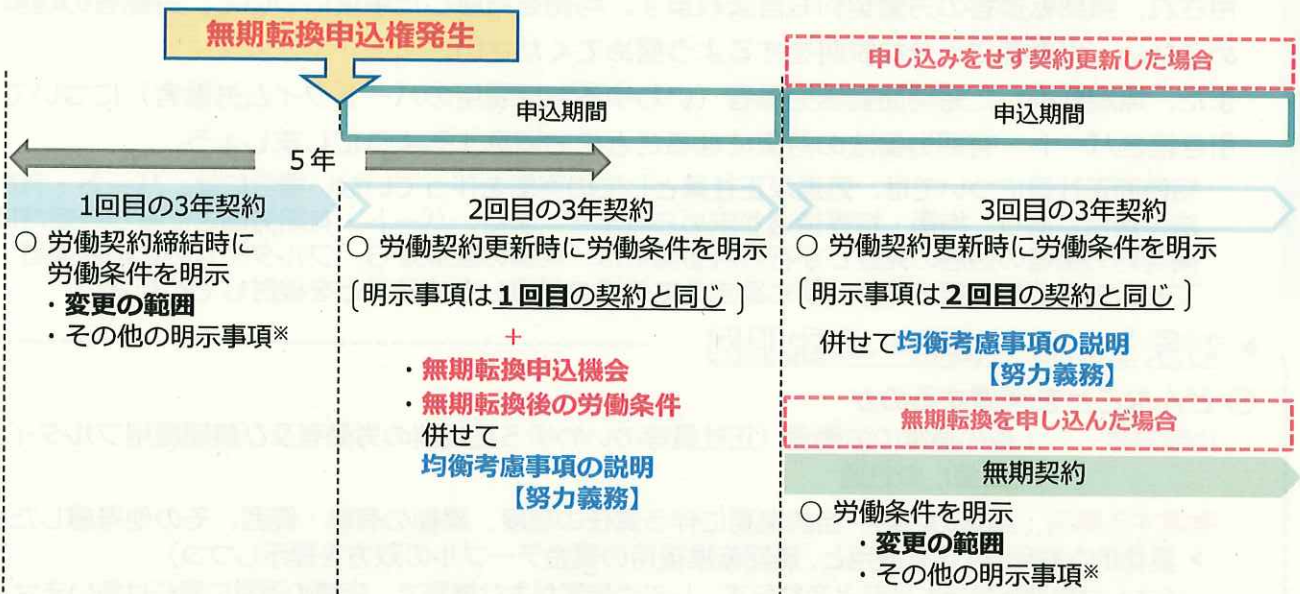 無期転換申込権発生
申込期間
5年
1回目の3年契約
○ 労働契約締結時に
労働条件を明示
・変更の範囲
・その他の明示事項※
2回目の3年契約
○ 労働契約更新時に労働条件を明示
〔明示事項は１回目の契約と同じ〕
+
・無期転換申込機会
・無期転換後の労働条件
併せて
均衡考慮事項の説明
【努力義務】
申し込みをせず契約更新した場合
申込期間
3回目の3年契約
○ 労働契約更新時に労働条件を明示
〔明示事項は２回目の契約と同じ〕
併せて均衡考慮事項の説明
【努力義務】
無期転換を申し込んだ場合
無期契約
○ 労働条件を明示
・変更の範囲
・その他の明示事項※